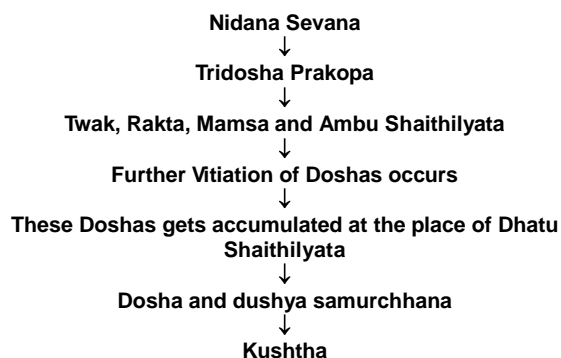 Nidana Sevana
↓
Tridosha Prakopa
↓
Twak, Rakta, Mamsa and Ambu Shaithilyata
↓
Further Vitiation of Doshas occurs
↓
These Doshas gets accumulated at the place of Dhatu
Shaithilyata
↓
Dosha and dushya samurchhana
↓
Kushtha